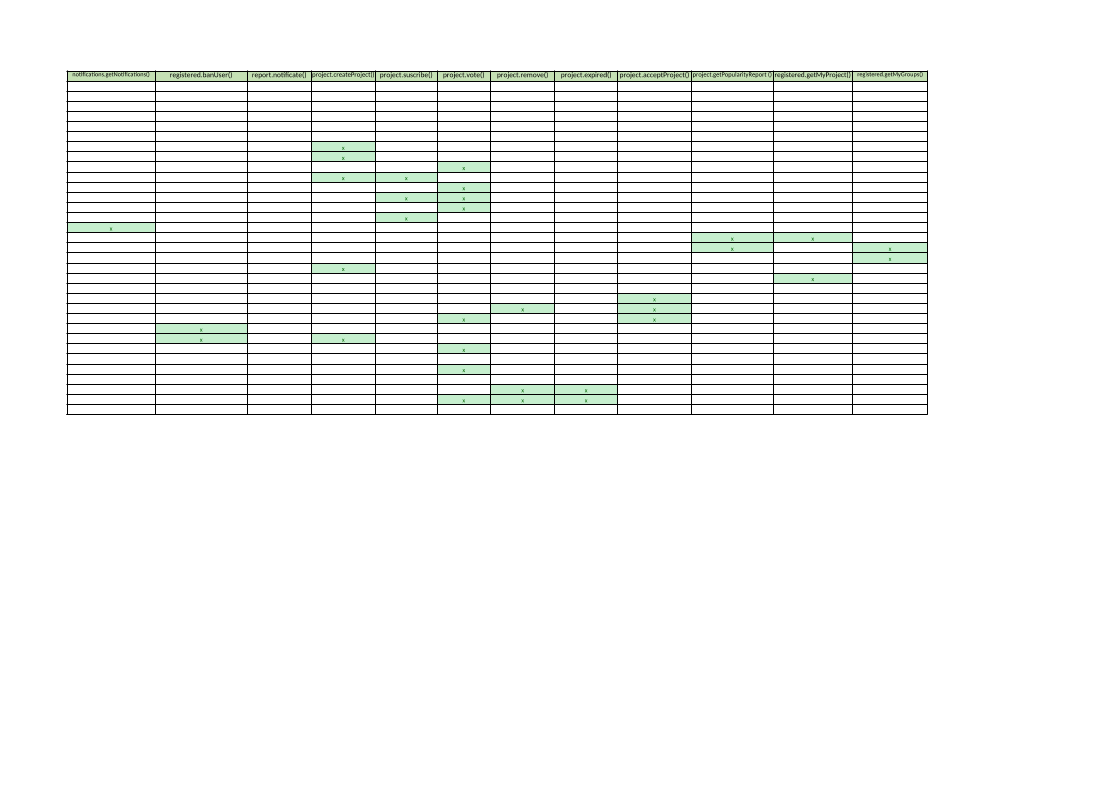 notifications.getNotifications() registered.banUser() report.notificate() project.createProject() project.suscribe() project.vote() project.remove() project.expired() project.acceptProject() project.getPopularityReport () registered.getMyProject() registered.getMyGroups()
x
x
x
x x
x
x x
x
x
x
x x
x x
x
x
x
x
x x
x x
x
x x
x
x
x x
x x x